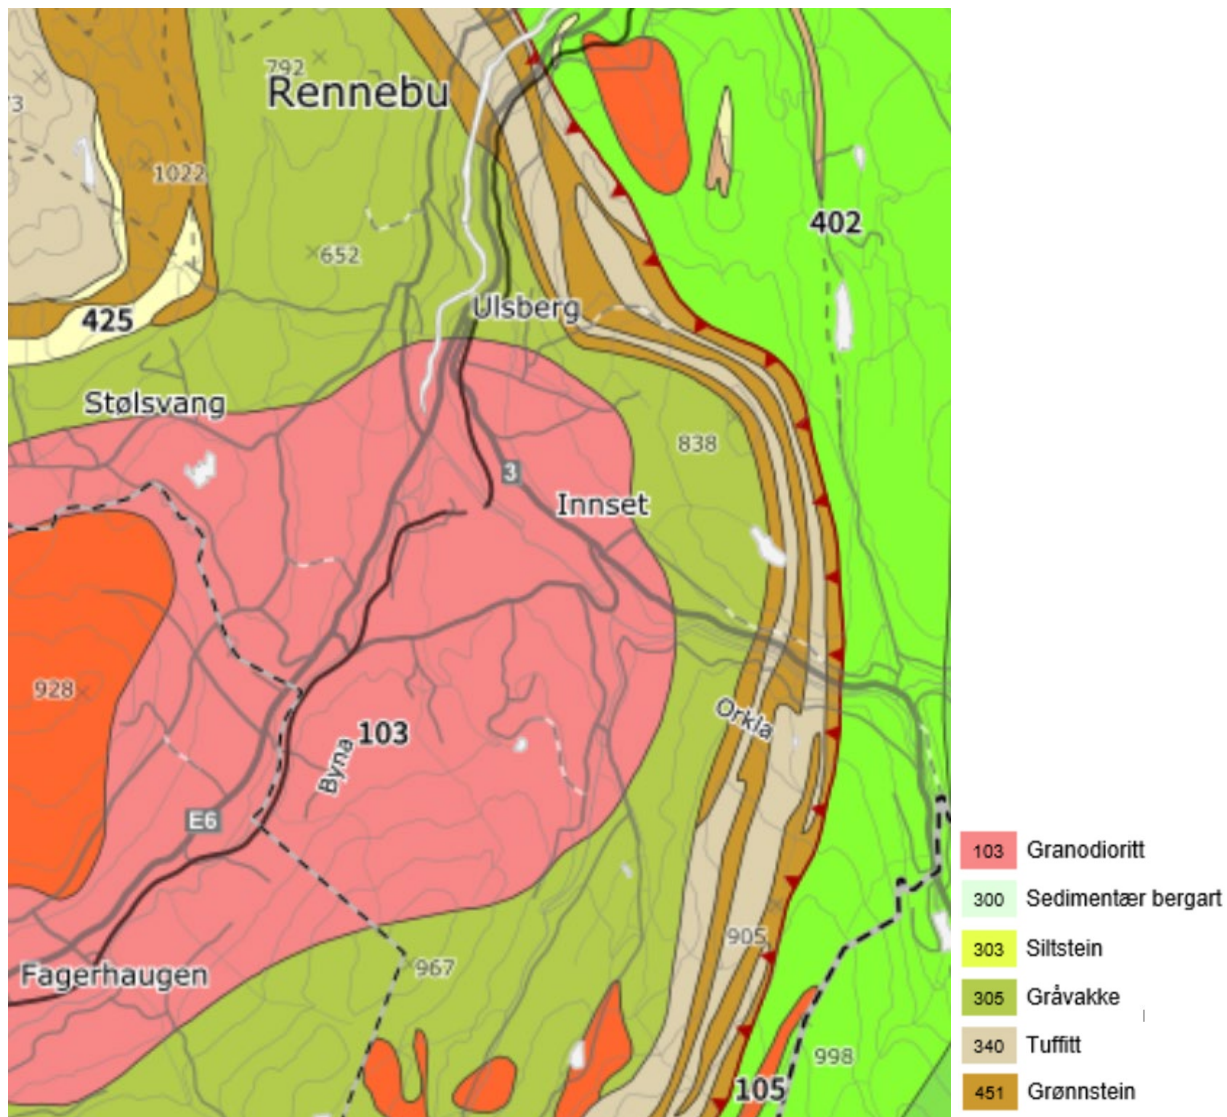 792
Rennebu
73
1022
652
402
Ulsberg
425
Stølsvang
838
3
Innset
928
103
Byna
Orkla
E6
905
Fagerhaugen
967
998
105
103 Granodioritt
300 Sedimentær bergart
303 Siltstein
305 Gråvakke
340 Tuffitt
451 Grønnstein